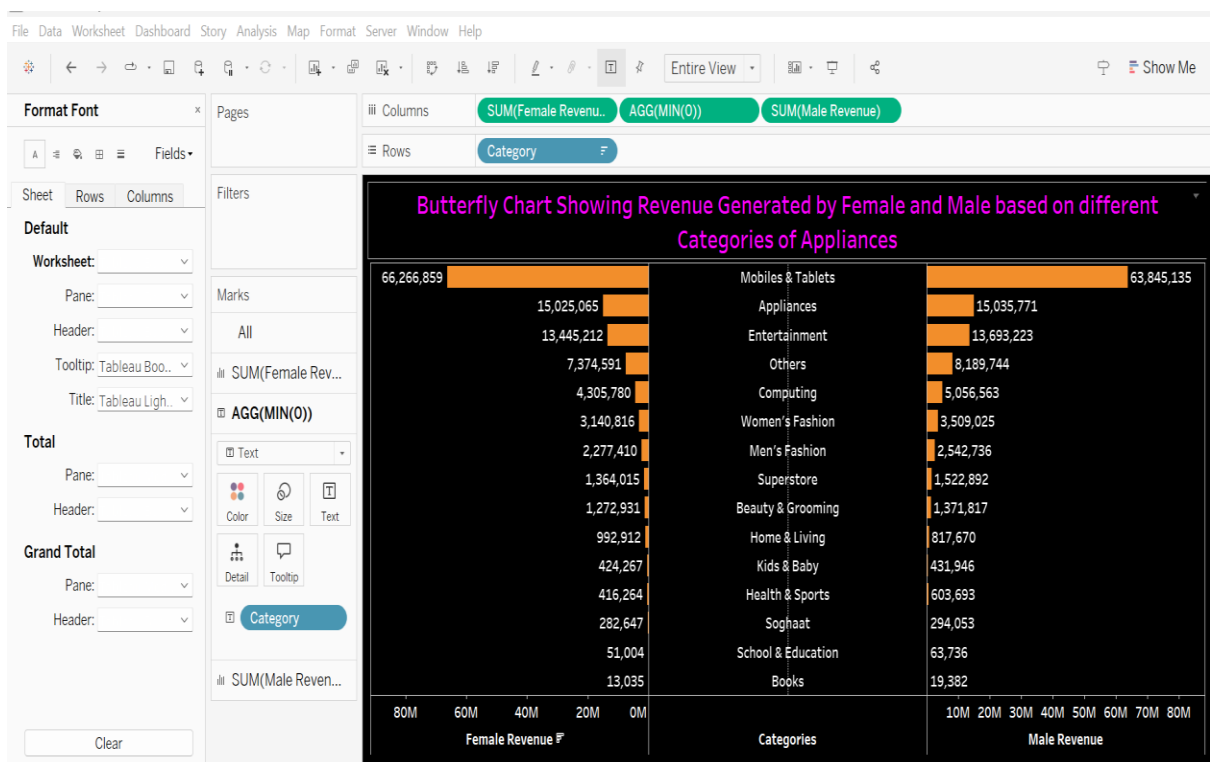 File Data Worksheet Dashboard Story Analysis Map Format Server Window Help
Entire View
Show Me
Format Font
Fields
Sheet Rows Columns
Default
Worksheet:
Pane:
Header:
Tooltip: Tableau Boo..
Title: Tableau Ligh..
Total
Pane:
Header:
Grand Total
Pane:
Header:
Clear
Pages
Filters
Marks
All
SUM(Female Rev...
AGG(MIN(0))
Text
Color Size Text
Detail Tooltip
Category
SUM(Male Reven...
Columns SUM(Female Revenu.. AGG(MIN(0)) SUM(Male Revenue)
Rows Category
Butterfly Chart Showing Revenue Generated by Female and Male based on different
Categories of Appliances
66,266,859 Mobiles & Tablets 63,845,135
15,025,065 Appliances 15,035,771
13,445,212 Entertainment 13,693,223
7,374,591 Others 8,189,744
4,305,780 Computing 5,056,563
3,140,816 Women's Fashion 3,509,025
2,277,410 Men's Fashion 2,542,736
1,364,015 Superstore 1,522,892
1,272,931 Beauty & Grooming 1,371,817
992,912 Home & Living 817,670
424,267 Kids & Baby 431,946
416,264 Health & Sports 603,693
282,647 Soghaat 294,053
51,004 School & Education 63,736
13,035 Books 19,382
80M 60M 40M 20M 0M 10M 20M 30M 40M 50M 60M 70M 80M
Female Revenue Categories Male Revenue